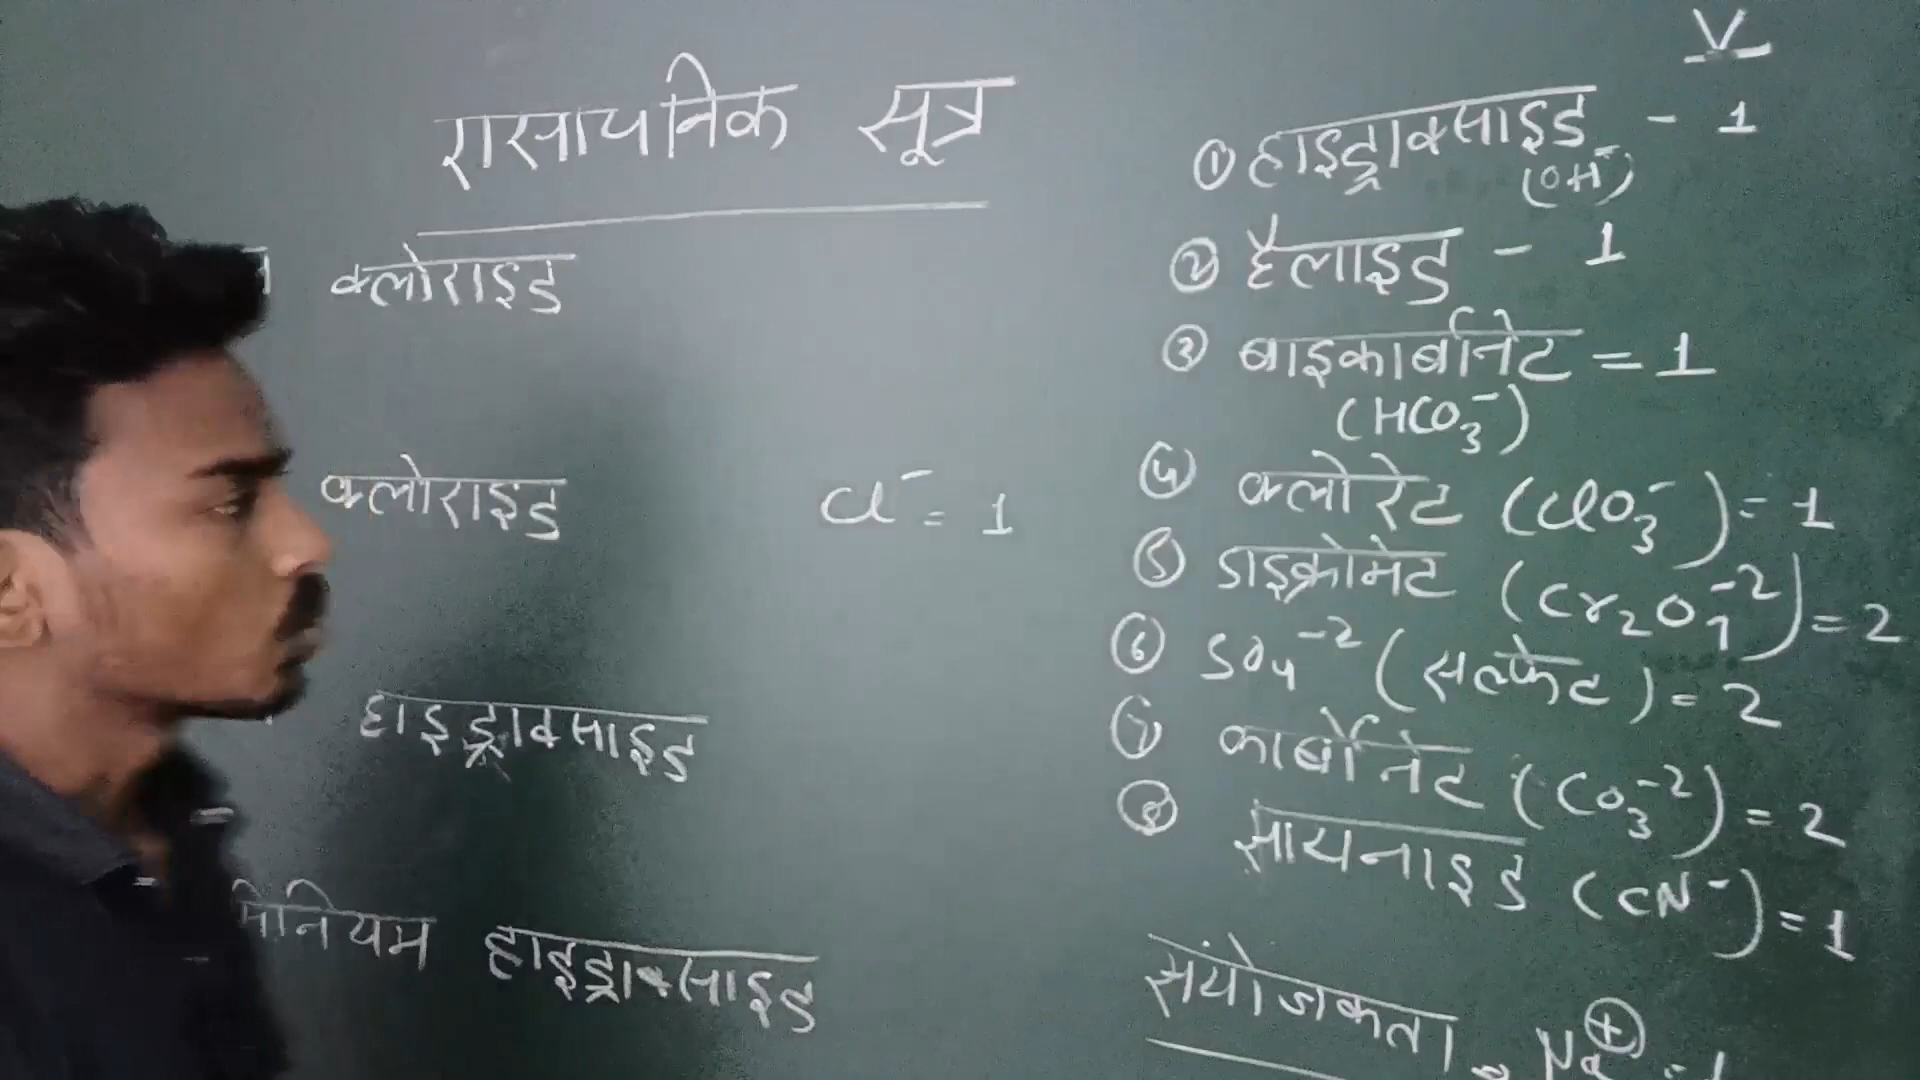 रासायनिक सूत्र
क्लोराइड
क्लोराइड
Cl⁻ = 1
हाइड्राक्साइड
मिनियम हाइड्राक्साइड
V
① हाइड्राक्साइड - 1
(OH⁻)
② हैलाइड - 1
③ बाइकार्बोनेट = 1
(HCO₃⁻)
④ क्लोरेट (ClO₃⁻) = 1
⑤ डाइक्रोमेट (Cr₂O₇⁻²) = 2
⑥ SO₄⁻² (सल्फेट) = 2
⑦ कार्बोनेट (CO₃⁻²) = 2
⑧ सायनाइड (CN⁻) = 1
संयोजकता = Na⁺ = 1